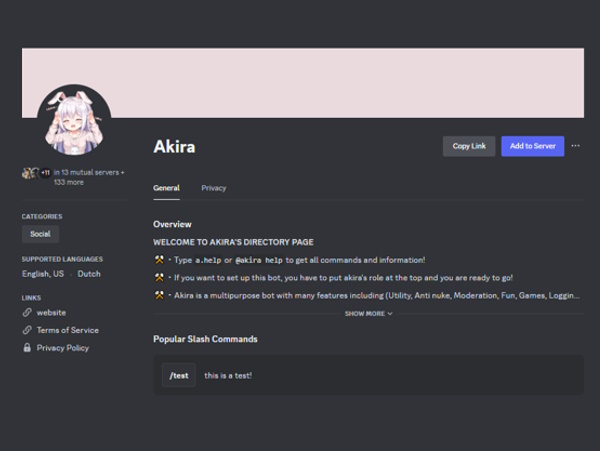 Akira
Copy Link
Add to Server
+11 in 13 mutual servers +
133 more
General
Privacy
CATEGORIES
Social
SUPPORTED LANGUAGES
English, US · Dutch
LINKS
website
Terms of Service
Privacy Policy
Overview
WELCOME TO AKIRA'S DIRECTORY PAGE
• Type a.help or @akira help to get all commands and information!
• If you want to set up this bot, you have to put akira's role at the top and you are ready to go!
• Akira is a multipurpose bot with many features including (Utility, Anti nuke, Moderation, Fun, Games, Loggin...
SHOW MORE
Popular Slash Commands
/test this is a test!